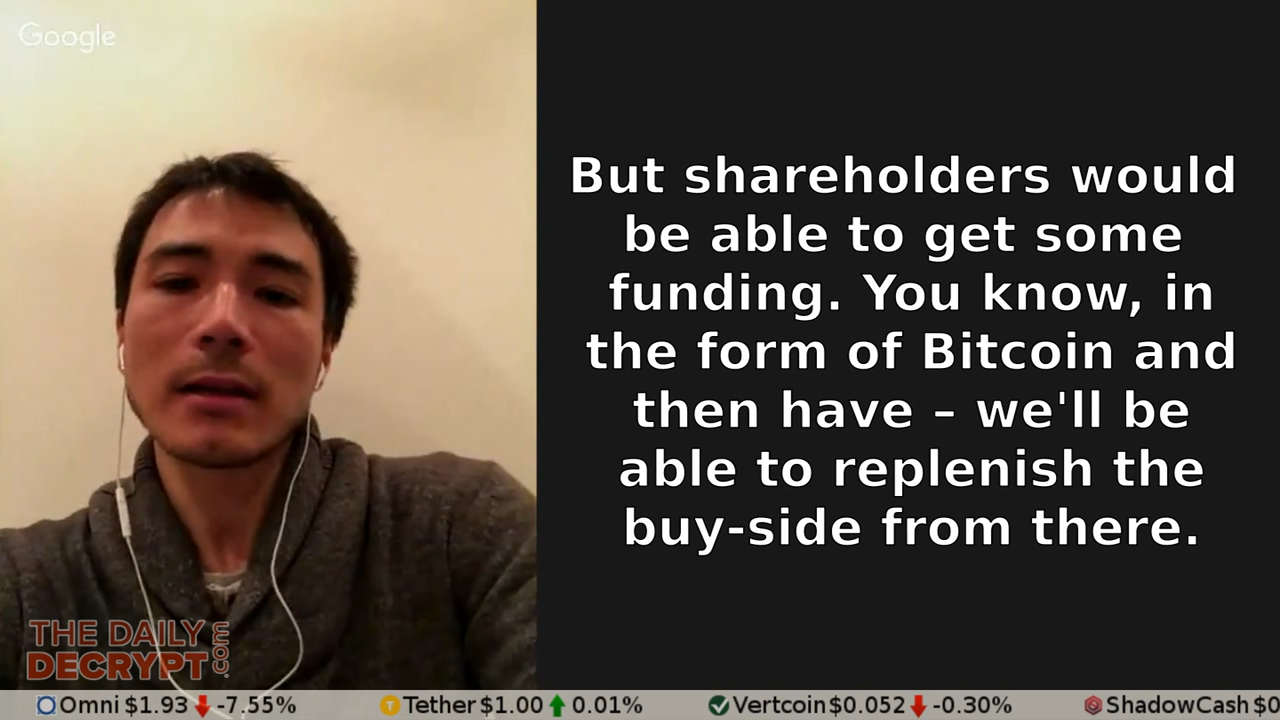 Google
But shareholders would
be able to get some
funding. You know, in
the form of Bitcoin and
then have – we'll be
able to replenish the
buy-side from there.
THE DAILY
DECRYPT.com
Omni $1.93 -7.55% Tether $1.00 0.01% Vertcoin $0.052 -0.30% ShadowCash $0